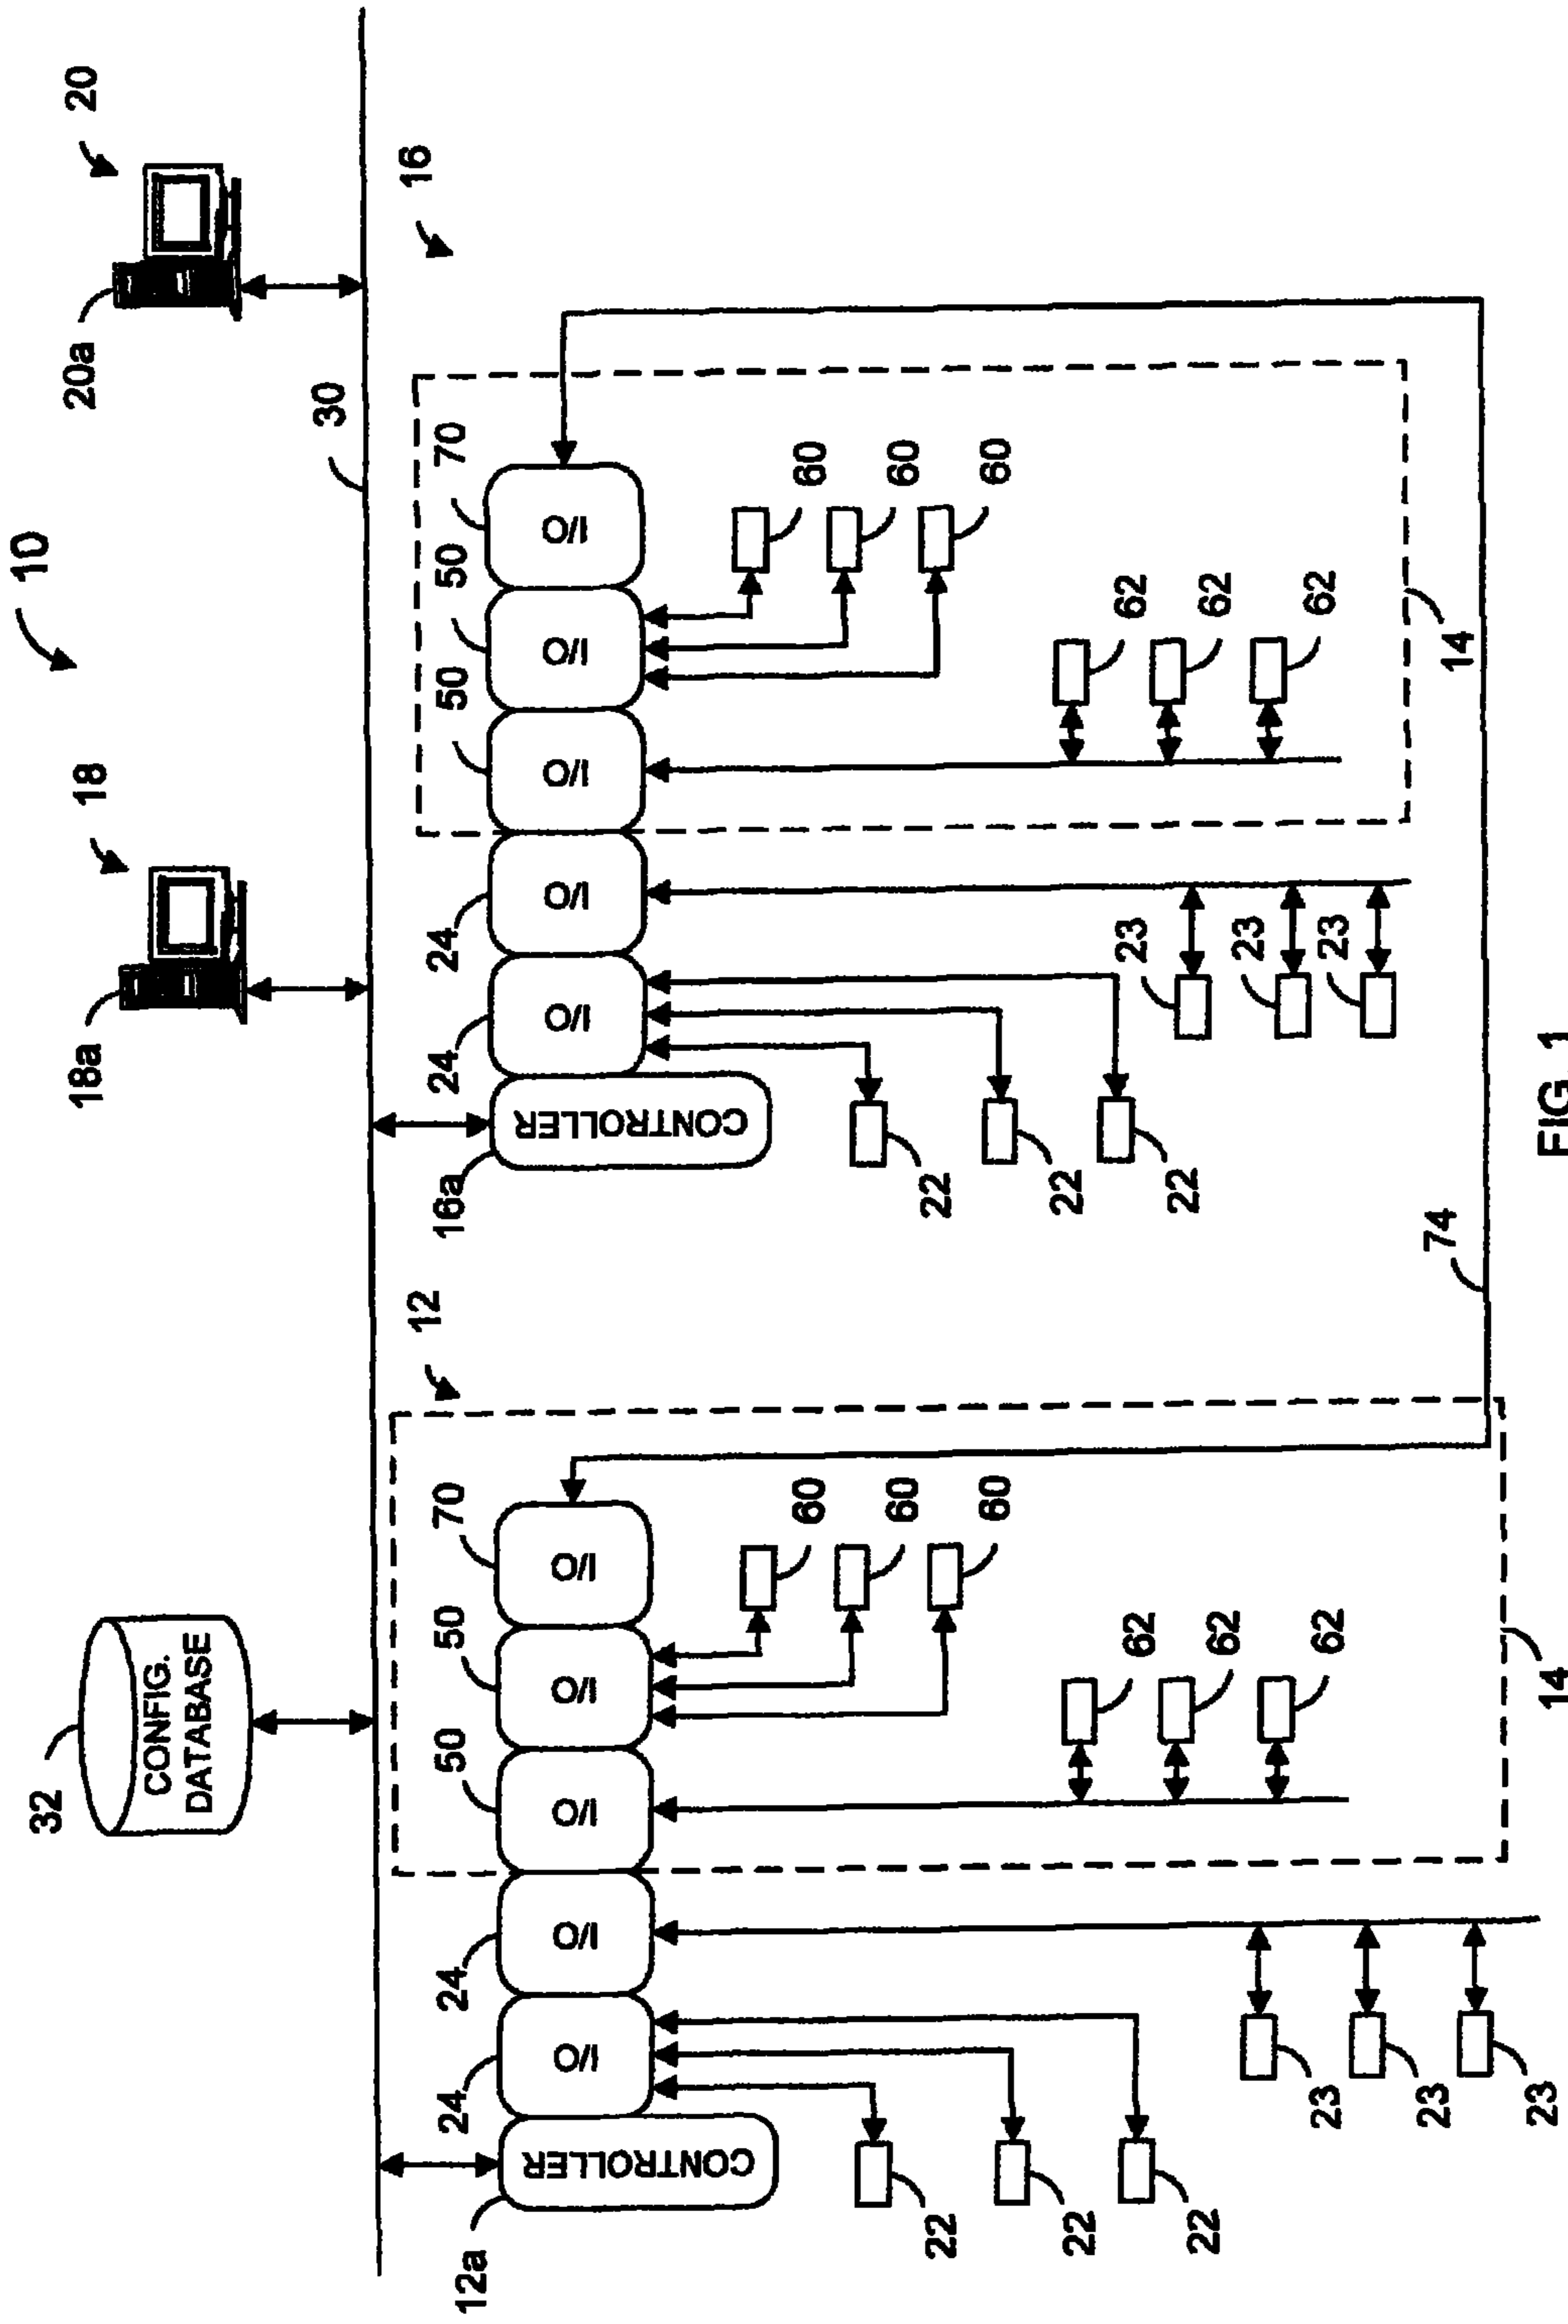 10
32
CONFIG.
DATABASE
18
18a
20
20a
30
12
16
12a
CONTROLLER
24
24
50
50
70
I/O
I/O
I/O
I/O
I/O
16a
CONTROLLER
24
24
50
50
70
I/O
I/O
I/O
I/O
I/O
60
60
60
60
60
60
22
22
22
22
22
22
62
62
62
62
62
62
23
23
23
23
23
23
14
14
74
FIG. 1